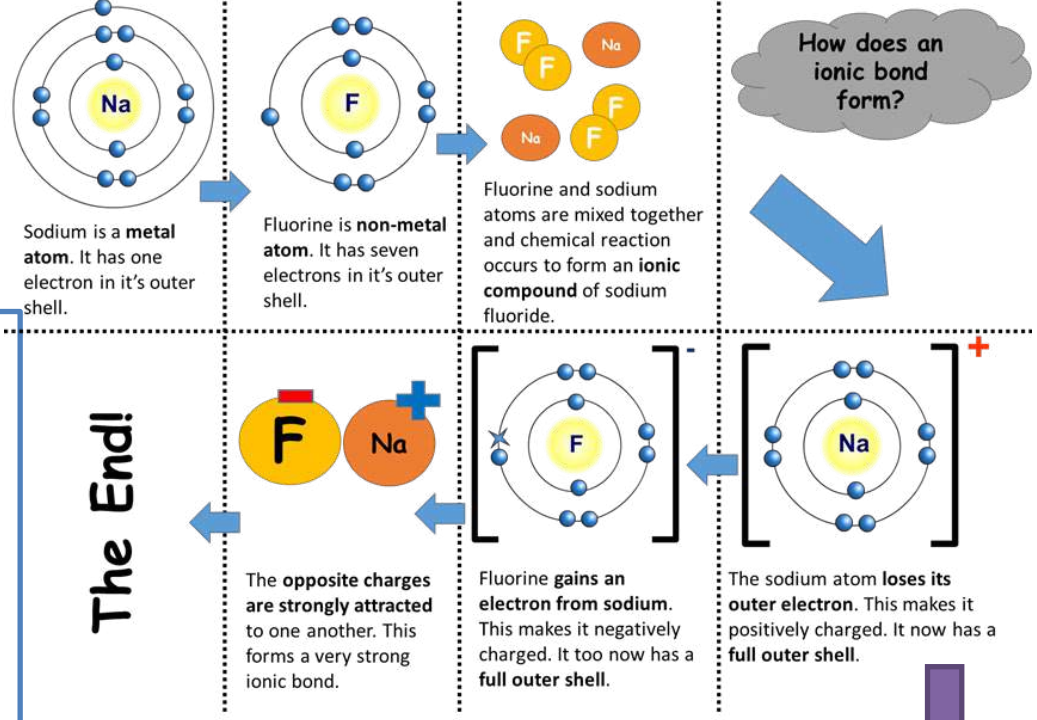 Na
Sodium is a metal
atom. It has one
electron in it's outer
shell.
F
Fluorine is non-metal
atom. It has seven
electrons in it's outer
shell.
F
F
Na
Na
F
F
Fluorine and sodium
atoms are mixed together
and chemical reaction
occurs to form an ionic
compound of sodium
fluoride.
How does an
ionic bond
form?
+
Na
The sodium atom loses its
outer electron. This makes it
positively charged. It now has a
full outer shell.
-
F
Fluorine gains an
electron from sodium.
This makes it negatively
charged. It too now has a
full outer shell.
F
Na
The opposite charges
are strongly attracted
to one another. This
forms a very strong
ionic bond.
The End!